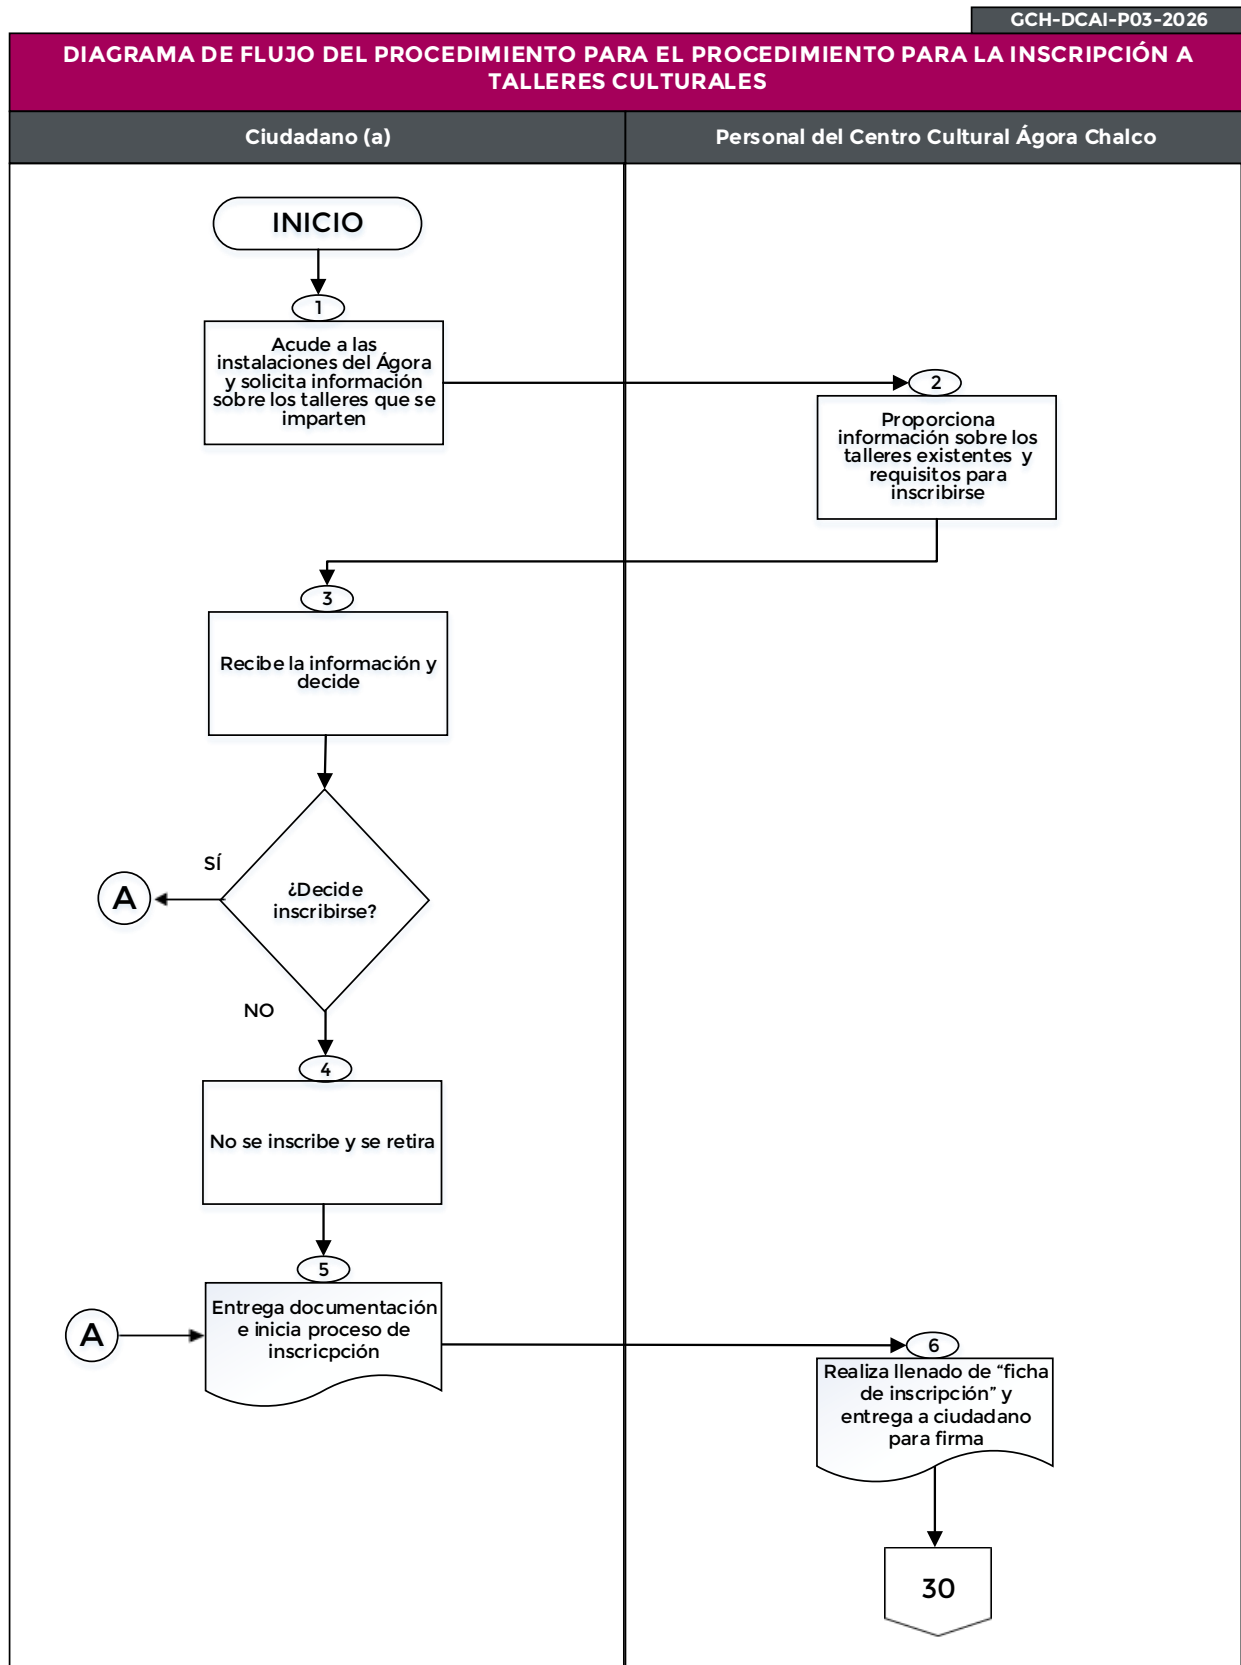 GCH-DCAI-P03-2026
DIAGRAMA DE FLUJO DEL PROCEDIMIENTO PARA EL PROCEDIMIENTO PARA LA INSCRIPCIÓN A
TALLERES CULTURALES
Ciudadano (a)
Personal del Centro Cultural Ágora Chalco
INICIO
1
Acude a las
instalaciones del Ágora
y solicita información
sobre los talleres que se
imparten
2
Proporciona
información sobre los
talleres existentes y
requisitos para
inscribirse
3
Recibe la información y
decide
¿Decide
inscribirse?
SÍ
A
NO
4
No se inscribe y se retira
5
Entrega documentación
e inicia proceso de
inscricpción
A
6
Realiza llenado de “ficha
de inscripción” y
entrega a ciudadano
para firma
30